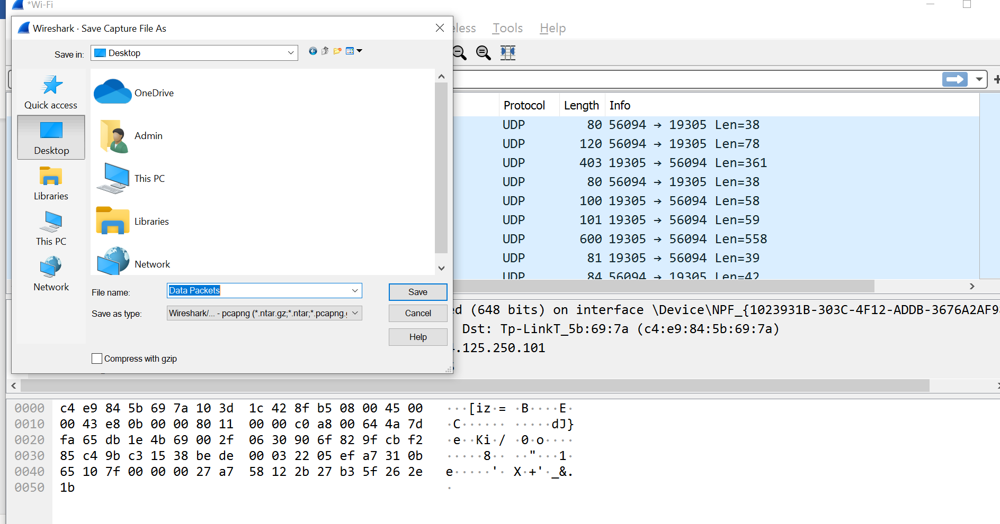 *Wi-Fi
Wireshark · Save Capture File As
Tools Help
Save in: Desktop
Quick access
Desktop
Libraries
This PC
Network
OneDrive
Admin
This PC
Libraries
Network
File name: Data Packets
Save as type: Wireshark/... - pcapng (*.ntar.gz;*.ntar;*.pcapng.g
Compress with gzip
Save
Cancel
Help
Protocol Length Info
UDP 80 56094 → 19305 Len=38
UDP 120 56094 → 19305 Len=78
UDP 403 19305 → 56094 Len=361
UDP 80 56094 → 19305 Len=38
UDP 100 19305 → 56094 Len=58
UDP 101 19305 → 56094 Len=59
UDP 600 19305 → 56094 Len=558
UDP 81 19305 → 56094 Len=39
UDP 84 56094 → 19305 Len=42
ed (648 bits) on interface \Device\NPF_{1023931B-303C-4F12-ADDB-3676A2AF9
Dst: Tp-LinkT_5b:69:7a (c4:e9:84:5b:69:7a)
.125.250.101
0000 c4 e9 84 5b 69 7a 10 3d 1c 42 8f b5 08 00 45 00 ···[iz·= ·B····E·
0010 00 43 e8 0b 00 00 80 11 00 00 c0 a8 00 64 4a 7d ·C······ ·····dJ}
0020 fa 65 db 1e 4b 69 00 2f 06 30 90 6f 82 9f cb f2 ·e··Ki·/ ·0·o····
0030 85 c4 9b c3 15 38 be de 00 03 22 05 ef a7 31 0b ·····8·· ··"···1·
0040 65 10 7f 00 00 00 27 a7 58 12 2b 27 b3 5f 26 2e e·····'· X·+'·_&.
0050 1b ·